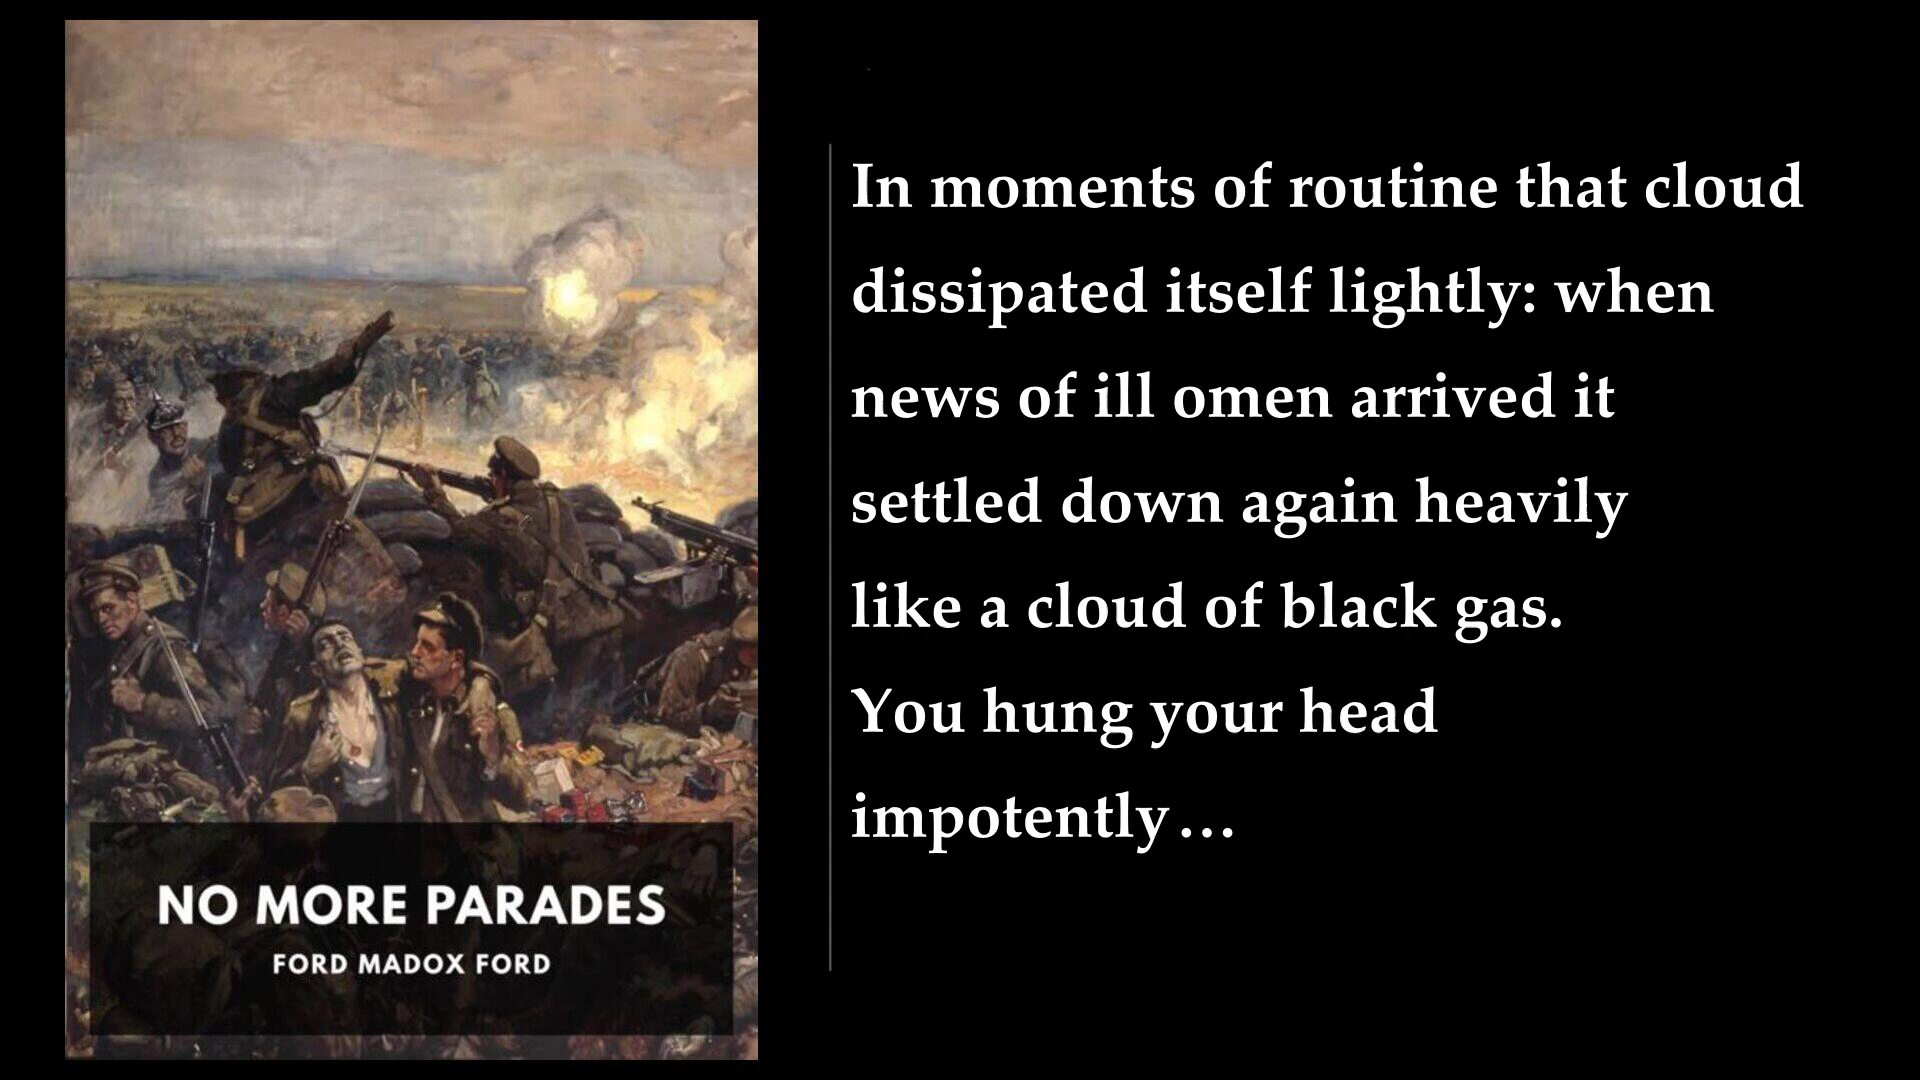 NO MORE PARADES
FORD MADOX FORD
In moments of routine that cloud
dissipated itself lightly: when
news of ill omen arrived it
settled down again heavily
like a cloud of black gas.
You hung your head
impotently…